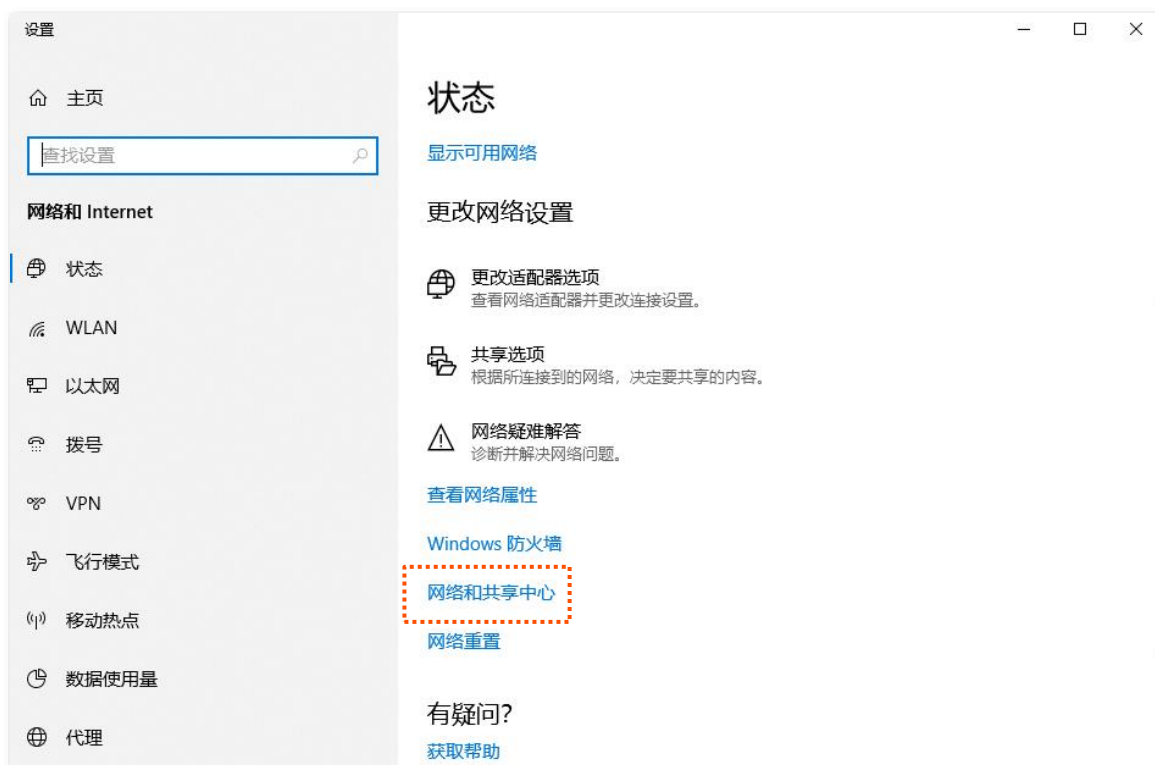 设置
主页
查找设置
网络和 Internet
状态
WLAN
以太网
拨号
VPN
飞行模式
移动热点
数据使用量
代理
状态
显示可用网络
更改网络设置
更改适配器选项
查看网络适配器并更改连接设置。
共享选项
根据所连接到的网络，决定要共享的内容。
网络疑难解答
诊断并解决网络问题。
查看网络属性
Windows 防火墙
网络和共享中心
网络重置
有疑问?
获取帮助